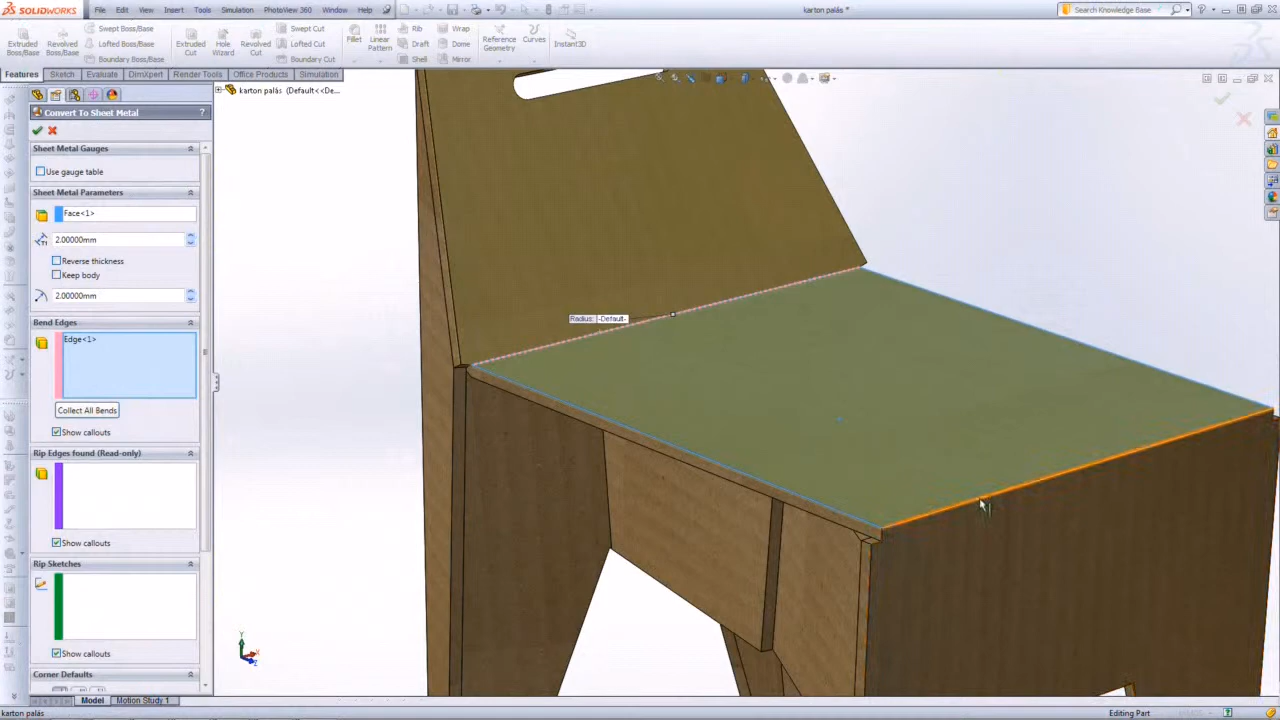 SOLIDWORKS
File Edit View Insert Tools Simulation PhotoView 360 Window Help
karton palás *
Search Knowledge Base
Extruded Boss/Base
Revolved Boss/Base
Swept Boss/Base
Lofted Boss/Base
Boundary Boss/Base
Extruded Cut
Hole Wizard
Revolved Cut
Swept Cut
Lofted Cut
Boundary Cut
Fillet
Linear Pattern
Rib
Draft
Shell
Wrap
Dome
Mirror
Reference Geometry
Curves
Instant3D
Features Sketch Evaluate DimXpert Render Tools Office Products Simulation
karton palás (Default<<De...
Convert To Sheet Metal ?
Sheet Metal Gauges
Use gauge table
Sheet Metal Parameters
Face<1>
2.00000mm
Reverse thickness
Keep body
2.00000mm
Bend Edges
Edge<1>
Collect All Bends
Show callouts
Rip Edges found (Read-only)
Show callouts
Rip Sketches
Show callouts
Corner Defaults
Radius: -Default-
Y
X
Z
Model Motion Study 1
karton palás
Editing Part